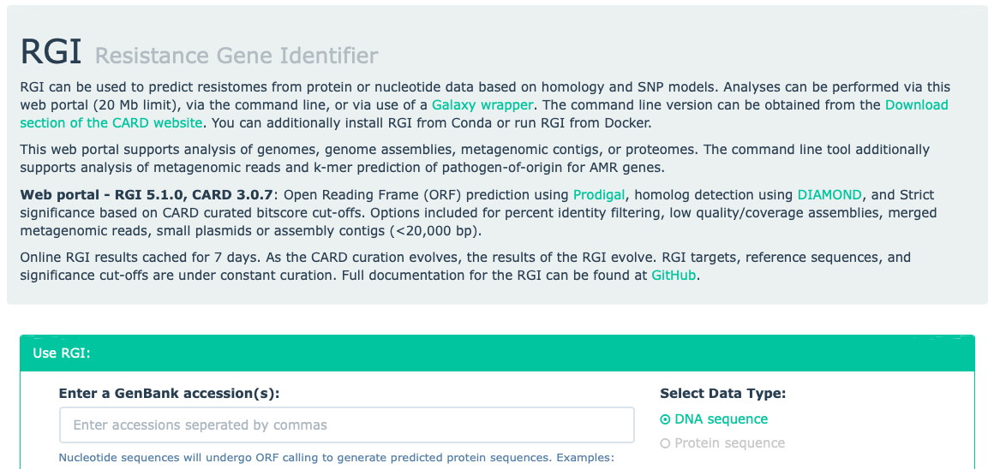 RGI Resistance Gene Identifier
RGI can be used to predict resistomes from protein or nucleotide data based on homology and SNP models. Analyses can be performed via this
web portal (20 Mb limit), via the command line, or via use of a Galaxy wrapper. The command line version can be obtained from the Download
section of the CARD website. You can additionally install RGI from Conda or run RGI from Docker.
This web portal supports analysis of genomes, genome assemblies, metagenomic contigs, or proteomes. The command line tool additionally
supports analysis of metagenomic reads and k-mer prediction of pathogen-of-origin for AMR genes.
Web portal - RGI 5.1.0, CARD 3.0.7: Open Reading Frame (ORF) prediction using Prodigal, homolog detection using DIAMOND, and Strict
significance based on CARD curated bitscore cut-offs. Options included for percent identity filtering, low quality/coverage assemblies, merged
metagenomic reads, small plasmids or assembly contigs (<20,000 bp).
Online RGI results cached for 7 days. As the CARD curation evolves, the results of the RGI evolve. RGI targets, reference sequences, and
significance cut-offs are under constant curation. Full documentation for the RGI can be found at GitHub.
Use RGI:
Enter a GenBank accession(s):
Enter accessions seperated by commas
Nucleotide sequences will undergo ORF calling to generate predicted protein sequences. Examples:
Select Data Type:
DNA sequence
Protein sequence